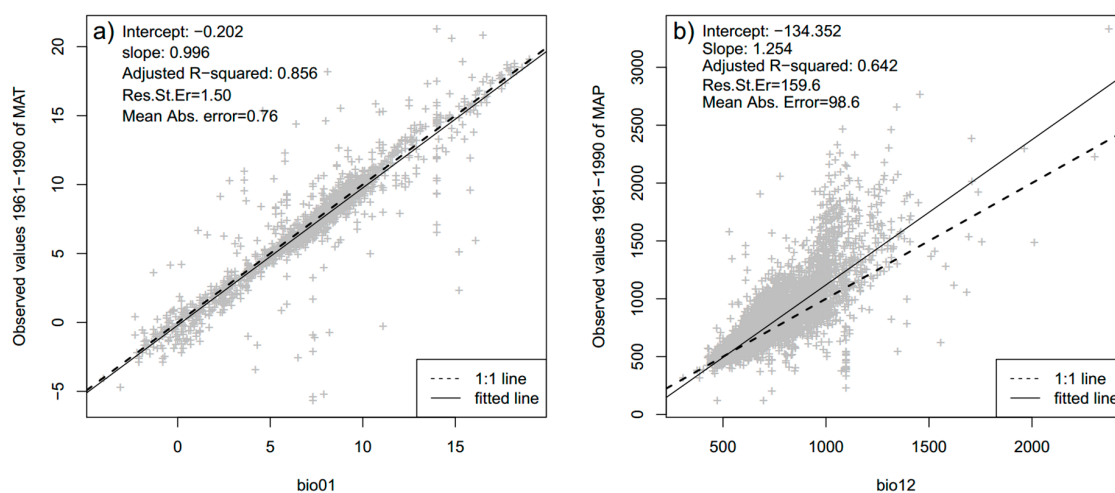 a)
Intercept: −0.202
slope: 0.996
Adjusted R−squared: 0.856
Res.St.Er=1.50
Mean Abs. error=0.76
Observed values 1961−1990 of MAT
20
15
10
5
0
−5
1:1 line
fitted line
0 5 10 15
bio01
b)
Intercept: −134.352
Slope: 1.254
Adjusted R−squared: 0.642
Res.St.Er=159.6
Mean Abs. Error=98.6
Observed values 1961−1990 of MAP
3000
2500
2000
1500
1000
500
0
1:1 line
fitted line
500 1000 1500 2000
bio12